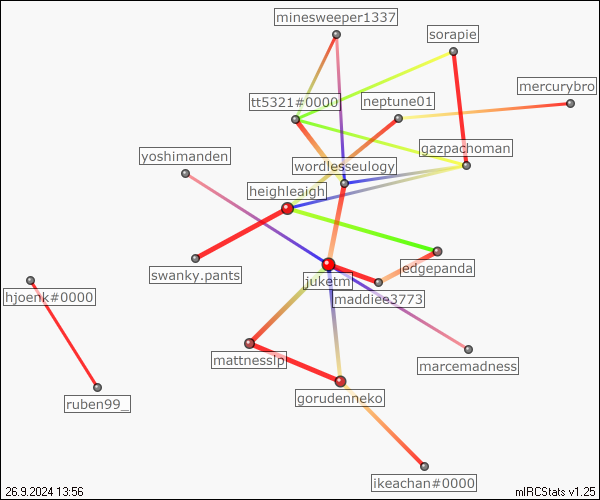 minesweeper1337
sorapie
mercurybro
tt5321#0000
neptune01
gazpachoman
yoshimanden
wordlesseulogy
heighleaigh
edgepanda
swanky.pants
juketm
maddiee3773
hjoenk#0000
mattnesslp
marcemadness
gorudenneko
ruben99_
ikeachan#0000
26.9.2024 13:56
mIRCStats v1.25